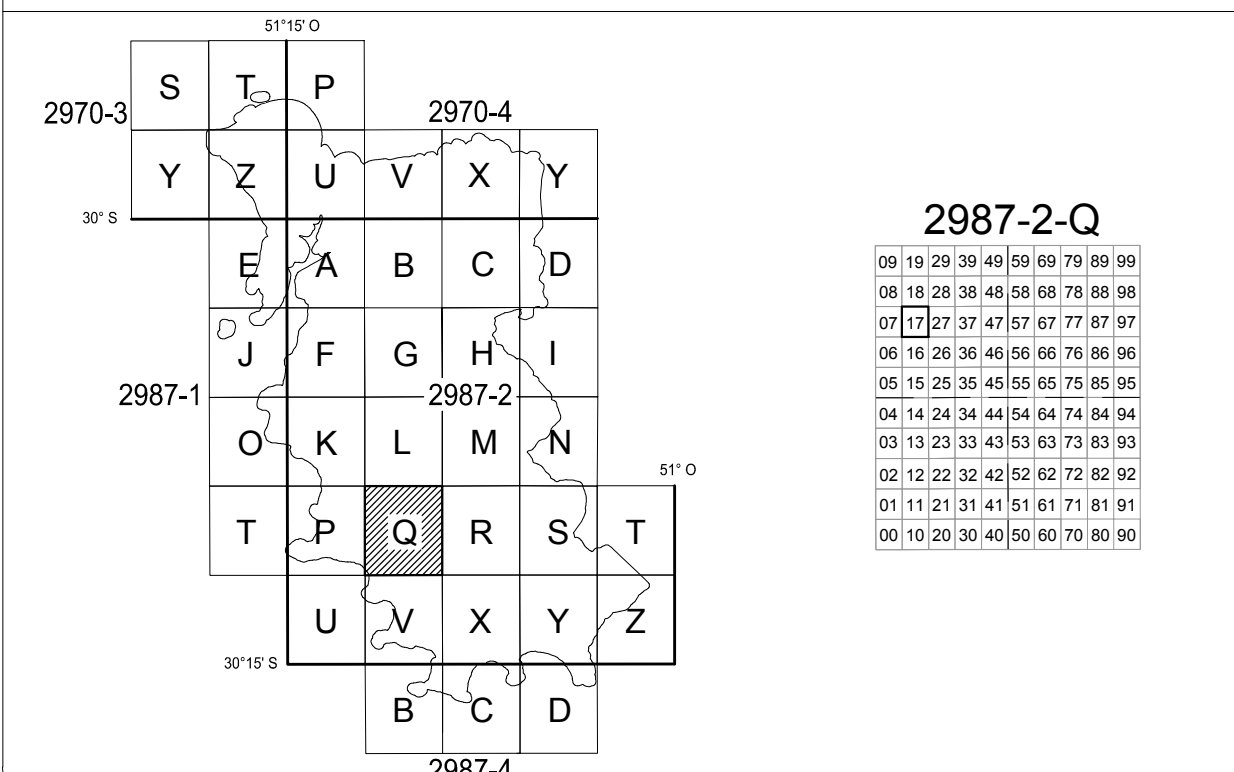 51°15' O
S T P
2970-3
2970-4
Y Z U V X Y
30° S
E A B C D
J F G H I
2987-1
2987-2
O K L M N
51° O
T P Q R S T
U V X Y Z
30°15' S
B C D
2987-4
2987-2-Q
09 19 29 39 49 59 69 79 89 99
08 18 28 38 48 58 68 78 88 98
07 17 27 37 47 57 67 77 87 97
06 16 26 36 46 56 66 76 86 96
05 15 25 35 45 55 65 75 85 95
04 14 24 34 44 54 64 74 84 94
03 13 23 33 43 53 63 73 83 93
02 12 22 32 42 52 62 72 82 92
01 11 21 31 41 51 61 71 81 91
00 10 20 30 40 50 60 70 80 90